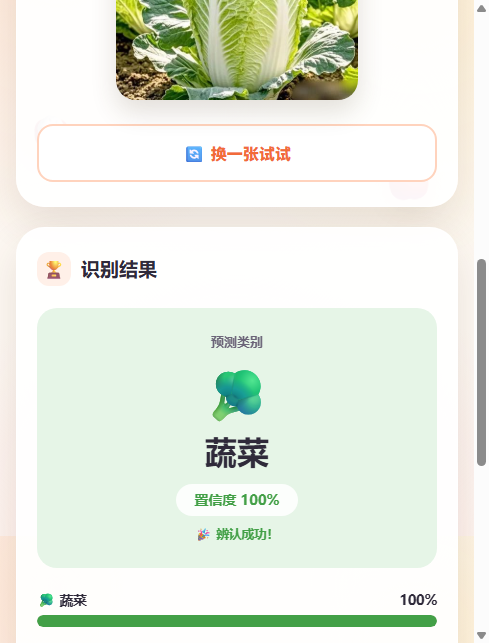 换一张试试
识别结果
预测类别
蔬菜
置信度 100%
辨认成功!
蔬菜 100%